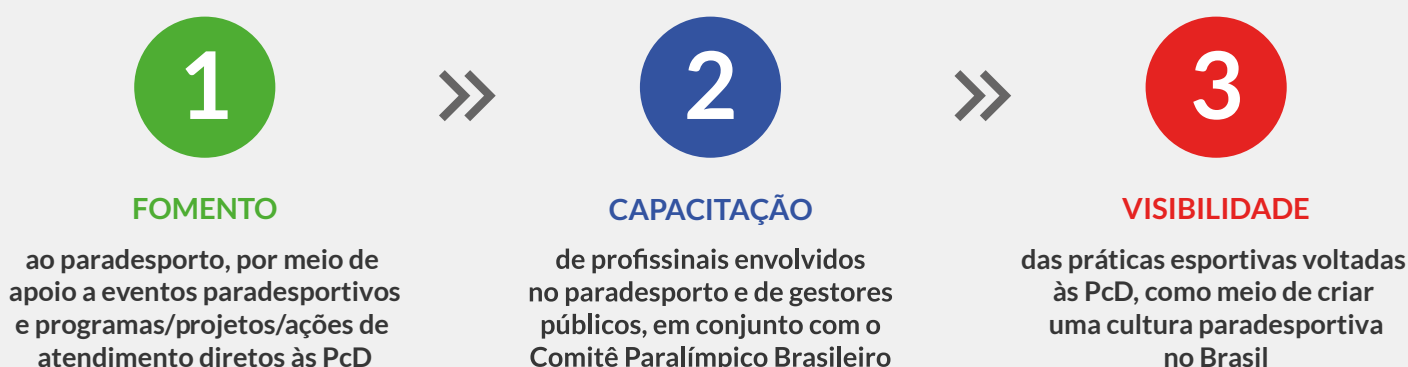 1
FOMENTO
ao paradesporto, por meio de
apoio a eventos paradesportivos
e programas/projetos/ações de
atendimento diretos às PcD
2
CAPACITAÇÃO
de profissinais envolvidos
no paradesporto e de gestores
públicos, em conjunto com o
Comitê Paralímpico Brasileiro
3
VISIBILIDADE
das práticas esportivas voltadas
às PcD, como meio de criar
uma cultura paradesportiva
no Brasil